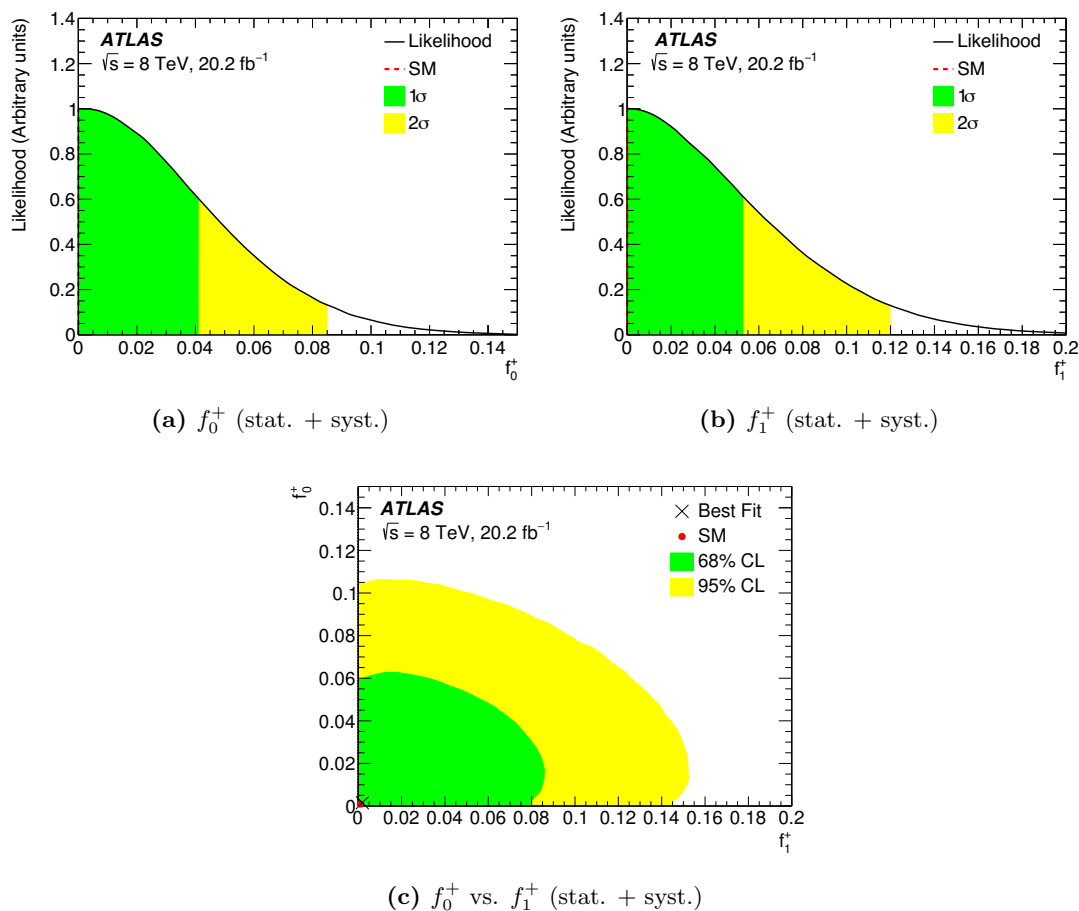 Likelihood (Arbitrary units)
1.4
1.2
1
0.8
0.6
0.4
0.2
0
ATLAS
√s = 8 TeV, 20.2 fb⁻¹
Likelihood
SM
1σ
2σ
0 0.02 0.04 0.06 0.08 0.1 0.12 0.14
f₀⁺
(a) f₀⁺ (stat. + syst.)
Likelihood (Arbitrary units)
1.4
1.2
1
0.8
0.6
0.4
0.2
0
ATLAS
√s = 8 TeV, 20.2 fb⁻¹
Likelihood
SM
1σ
2σ
0 0.02 0.04 0.06 0.08 0.1 0.12 0.14 0.16 0.18 0.2
f₁⁺
(b) f₁⁺ (stat. + syst.)
f₀⁺
0.14
0.12
0.1
0.08
0.06
0.04
0.02
0
ATLAS
√s = 8 TeV, 20.2 fb⁻¹
Best Fit
SM
68% CL
95% CL
0 0.02 0.04 0.06 0.08 0.1 0.12 0.14 0.16 0.18 0.2
f₁⁺
(c) f₀⁺ vs. f₁⁺ (stat. + syst.)